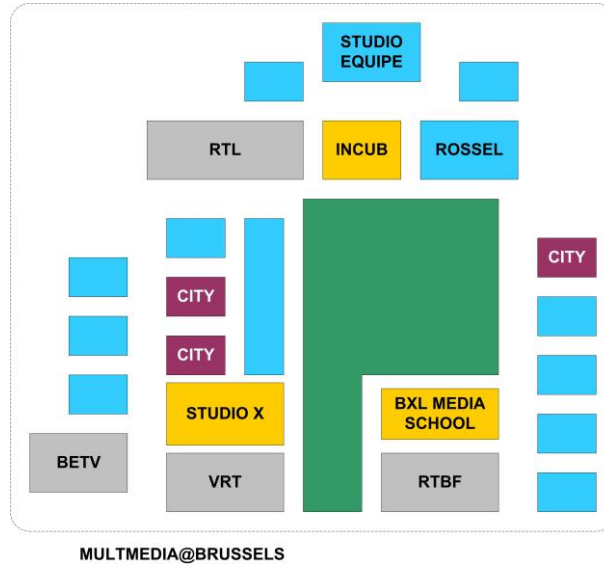 STUDIO
EQUIPE
RTL
INCUB
ROSSEL
CITY
CITY
CITY
STUDIO X
BXL MEDIA
SCHOOL
BETV
VRT
RTBF
MULTMEDIA@BRUSSELS